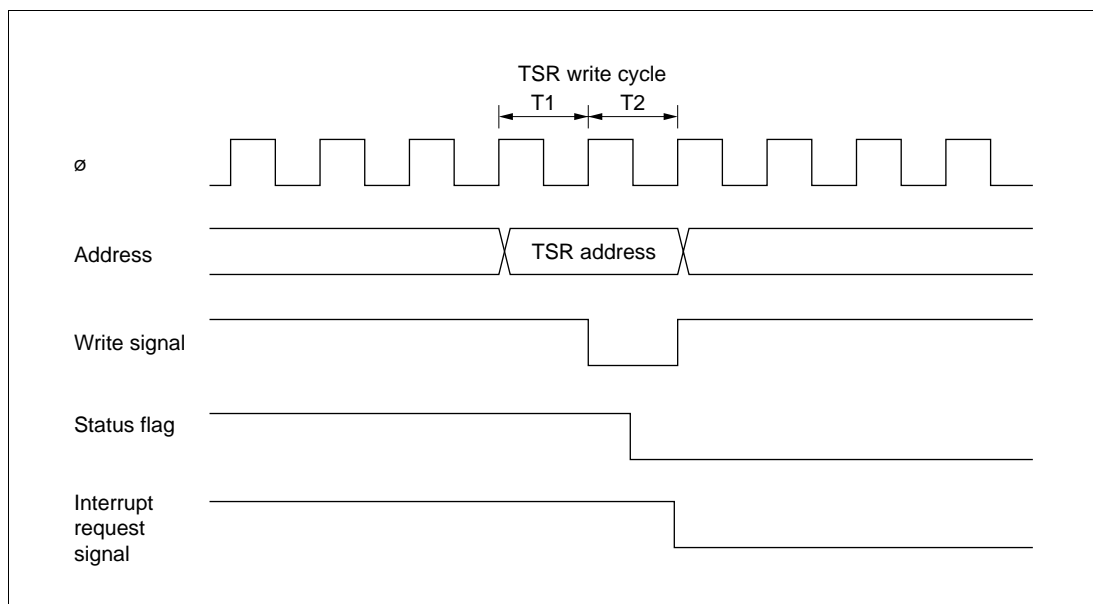 TSR write cycle
T1 T2
ø
Address
TSR address
Write signal
Status flag
Interrupt
request
signal